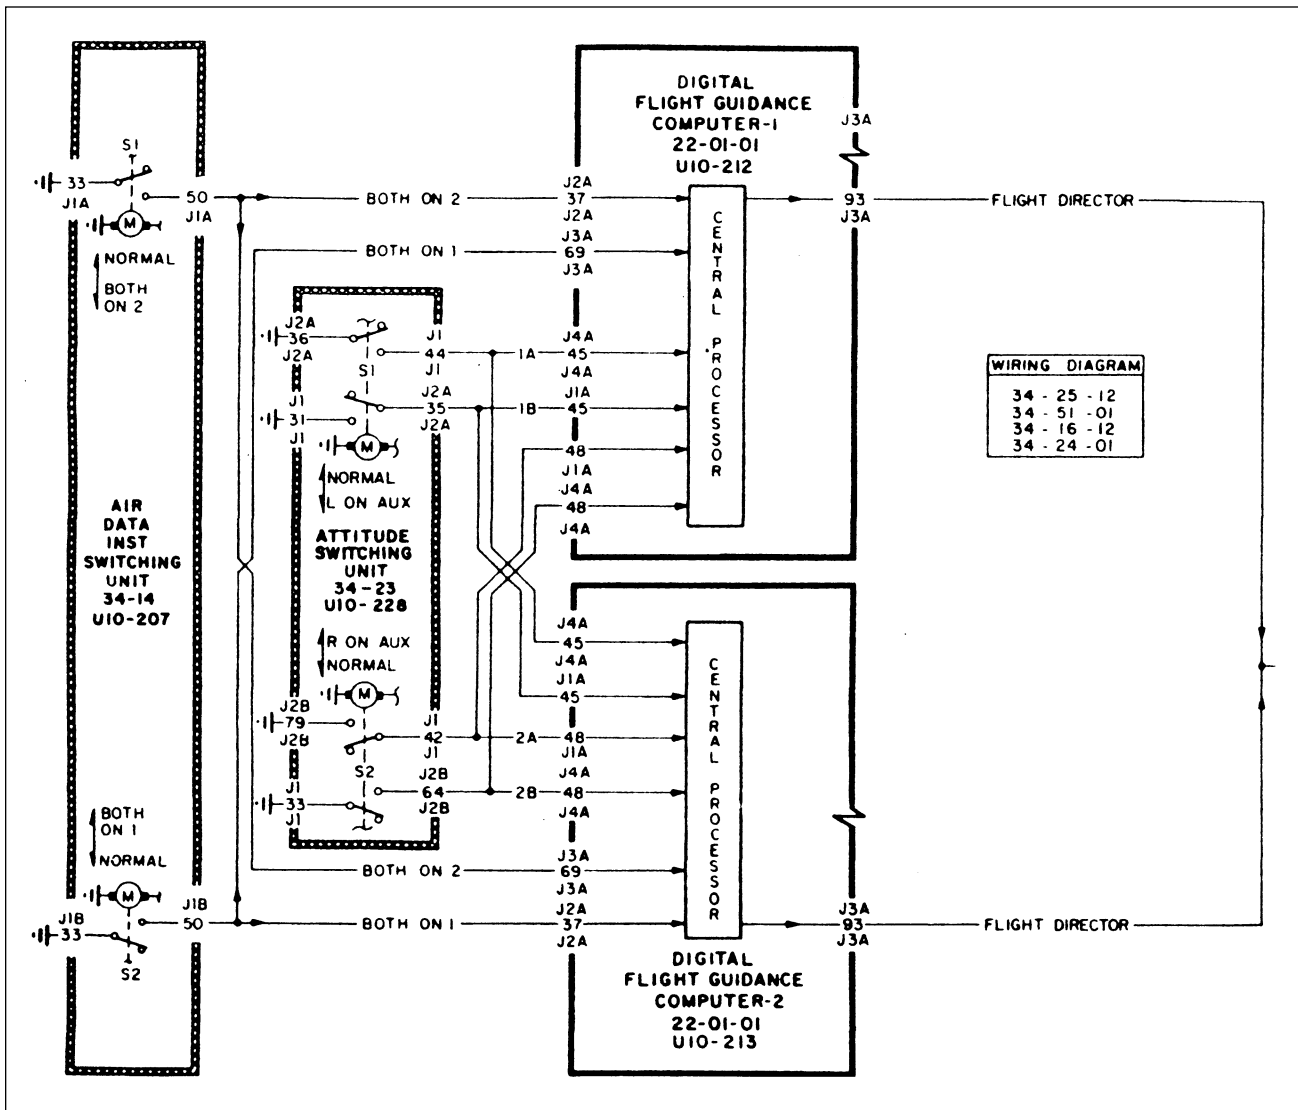 S1
33
J1A
50
J1A
M
NORMAL
BOTH
ON 2
AIR
DATA
INST
SWITCHING
UNIT
34-14
U10-207
BOTH
ON 1
NORMAL
M
J1B
33
J1B
50
S2
BOTH ON 2
BOTH ON 1
J2A
36
J2A
J1
44
J1
S1
J1
31
J1
J2A
35
J2A
M
NORMAL
L ON AUX
ATTITUDE
SWITCHING
UNIT
34-23
U10-228
R ON AUX
NORMAL
M
J2B
79
J2B
J1
42
J1
S2
J1
33
J1
J2B
64
J2B
1A
1B
2A
2B
BOTH ON 2
BOTH ON 1
DIGITAL
FLIGHT GUIDANCE
COMPUTER-1
22-01-01
U10-212
J2A
37
J2A
J3A
69
J3A
J4A
45
J4A
J1A
45
48
J1A
J4A
48
J4A
CENTRAL PROCESSOR
J3A
93
J3A
FLIGHT DIRECTOR
WIRING DIAGRAM
34 - 25 - 12
34 - 51 - 01
34 - 16 - 12
34 - 24 - 01
J4A
45
J4A
J1A
45
48
J1A
J4A
48
J4A
J3A
69
J3A
J2A
37
J2A
CENTRAL PROCESSOR
J3A
93
J3A
FLIGHT DIRECTOR
DIGITAL
FLIGHT GUIDANCE
COMPUTER-2
22-01-01
U10-213